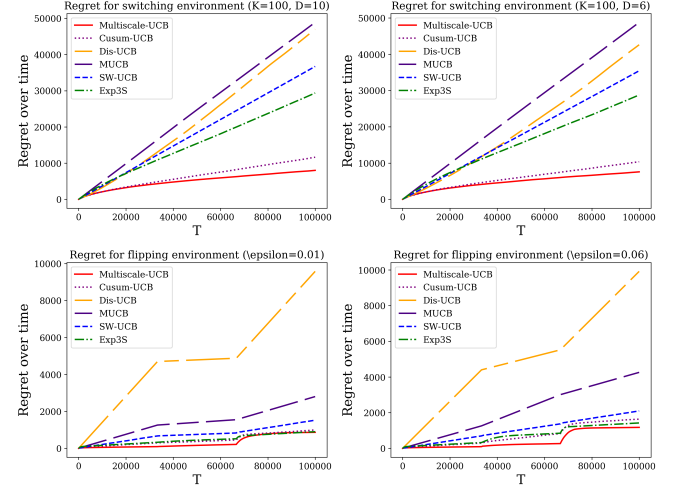 Regret for switching environment (K=100, D=10)
Regret over time
50000
40000
30000
20000
10000
0
Multiscale-UCB
Cusum-UCB
Dis-UCB
MUCB
SW-UCB
Exp3S
0 20000 40000 60000 80000 100000
T
Regret for switching environment (K=100, D=6)
Regret over time
50000
40000
30000
20000
10000
0
Multiscale-UCB
Cusum-UCB
Dis-UCB
MUCB
SW-UCB
Exp3S
0 20000 40000 60000 80000 100000
T
Regret for flipping environment (\epsilon=0.01)
Regret over time
10000
8000
6000
4000
2000
0
Multiscale-UCB
Cusum-UCB
Dis-UCB
MUCB
SW-UCB
Exp3S
0 20000 40000 60000 80000 100000
T
Regret for flipping environment (\epsilon=0.06)
Regret over time
10000
8000
6000
4000
2000
0
Multiscale-UCB
Cusum-UCB
Dis-UCB
MUCB
SW-UCB
Exp3S
0 20000 40000 60000 80000 100000
T